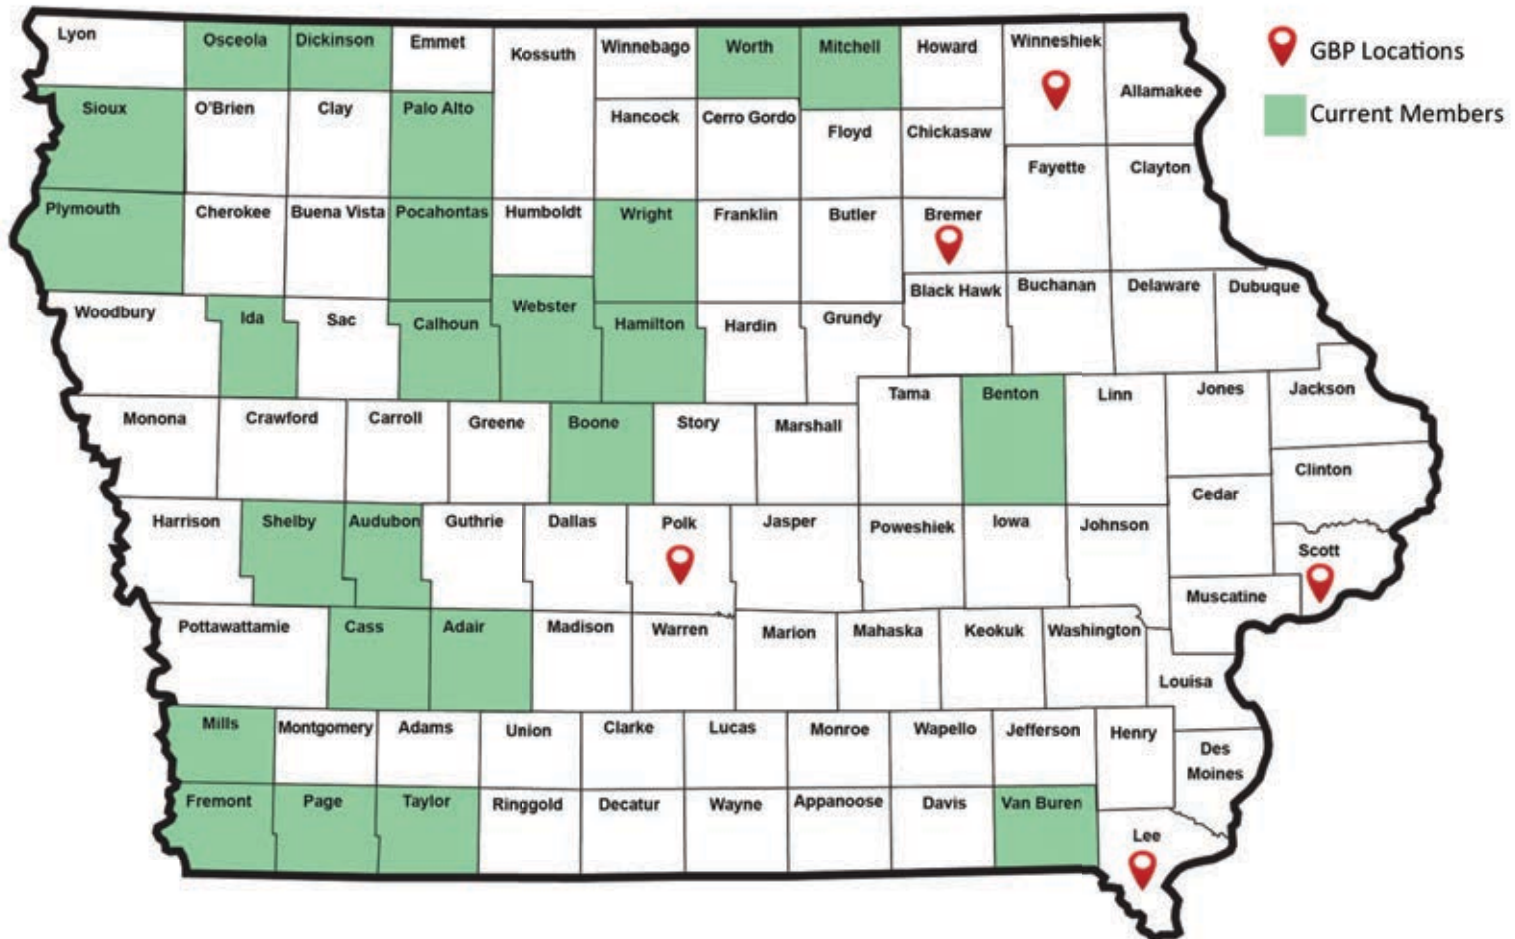 Lyon
Osceola
Dickinson
Emmet
Kossuth
Winnebago
Worth
Mitchell
Howard
Winneshiek
Allamakee
GBP Locations
Current Members
Sioux
O'Brien
Clay
Palo Alto
Hancock
Cerro Gordo
Floyd
Chickasaw
Fayette
Clayton
Plymouth
Cherokee
Buena Vista
Pocahontas
Humboldt
Wright
Franklin
Butler
Bremer
Woodbury
Ida
Sac
Calhoun
Webster
Hamilton
Hardin
Grundy
Black Hawk
Buchanan
Delaware
Dubuque
Monona
Crawford
Carroll
Greene
Boone
Story
Marshall
Tama
Benton
Linn
Jones
Jackson
Clinton
Cedar
Harrison
Shelby
Audubon
Guthrie
Dallas
Polk
Jasper
Poweshiek
Iowa
Johnson
Scott
Muscatine
Pottawattamie
Cass
Adair
Madison
Warren
Marion
Mahaska
Keokuk
Washington
Louisa
Mills
Montgomery
Adams
Union
Clarke
Lucas
Monroe
Wapello
Jefferson
Henry
Des
Moines
Fremont
Page
Taylor
Ringgold
Decatur
Wayne
Appanoose
Davis
Van Buren
Lee